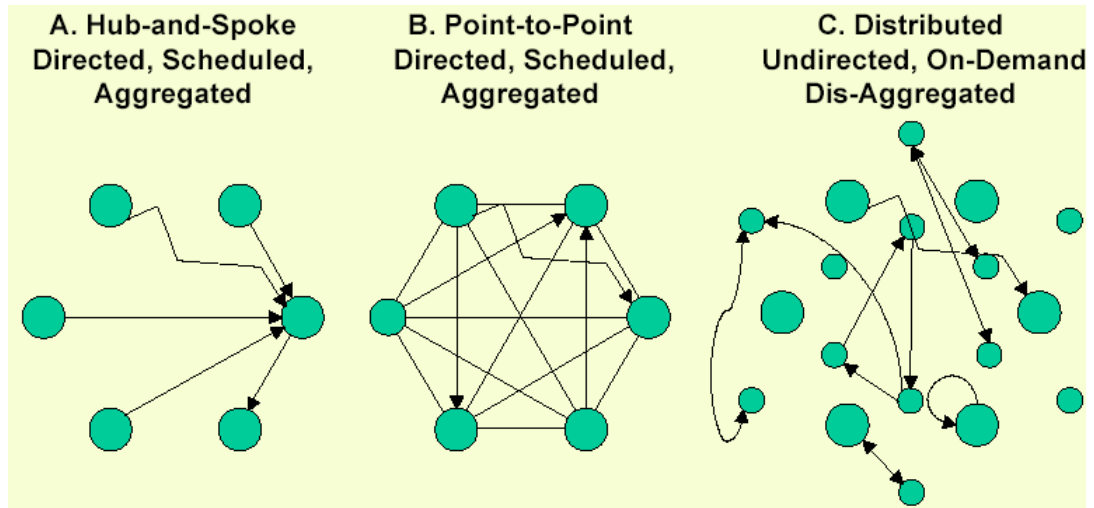 A. Hub-and-Spoke
Directed, Scheduled,
Aggregated
B. Point-to-Point
Directed, Scheduled,
Aggregated
C. Distributed
Undirected, On-Demand
Dis-Aggregated